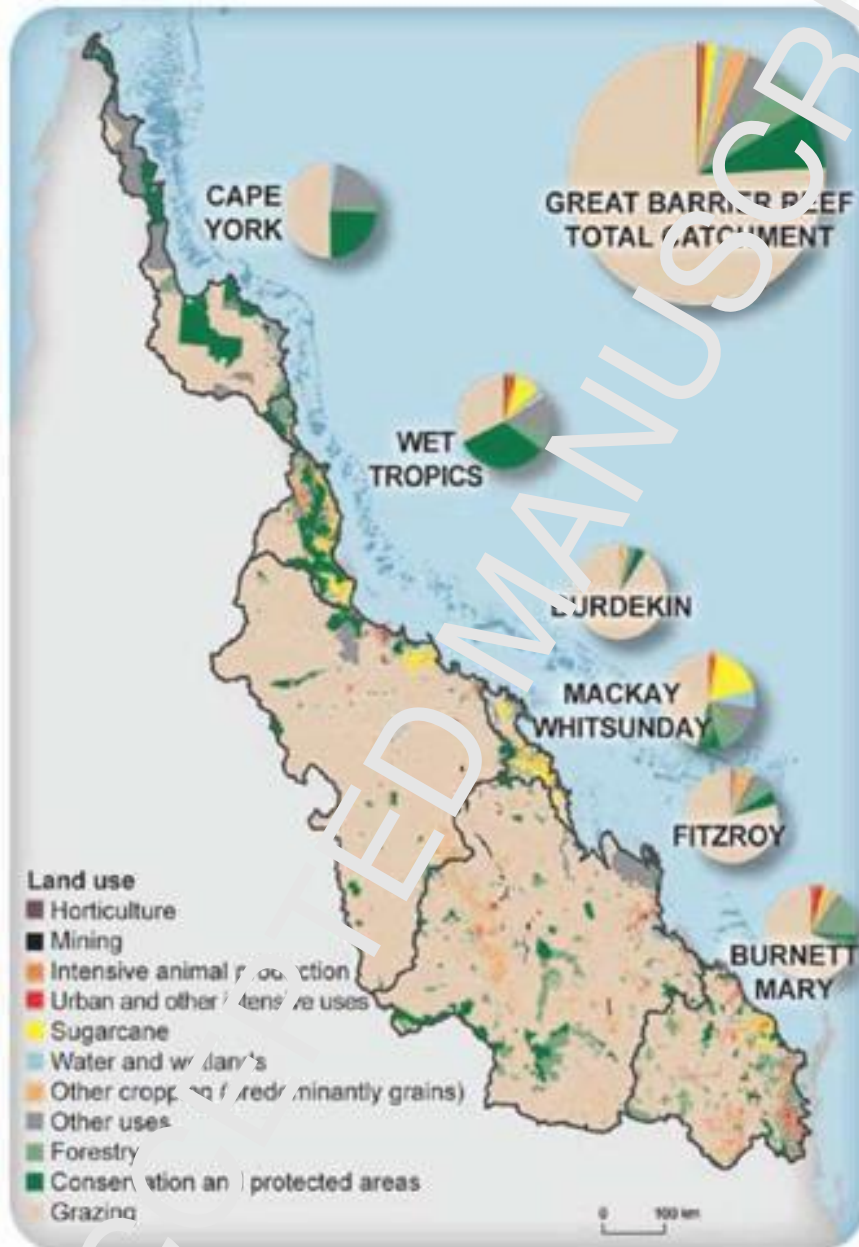 CAPE
YORK
GREAT BARRIER REEF
TOTAL CATCHMENT
WET
TROPICS
BURDEKIN
MACKAY
WHITSUNDAY
FITZROY
BURNETT
MARY
Land use
Horticulture
Mining
Intensive animal production
Urban and other intensive uses
Sugarcane
Water and wetlands
Other cropping (predominantly grains)
Other uses
Forestry
Conservation and protected areas
Grazing
0 100 km
ACCEPTED MANUSCRI